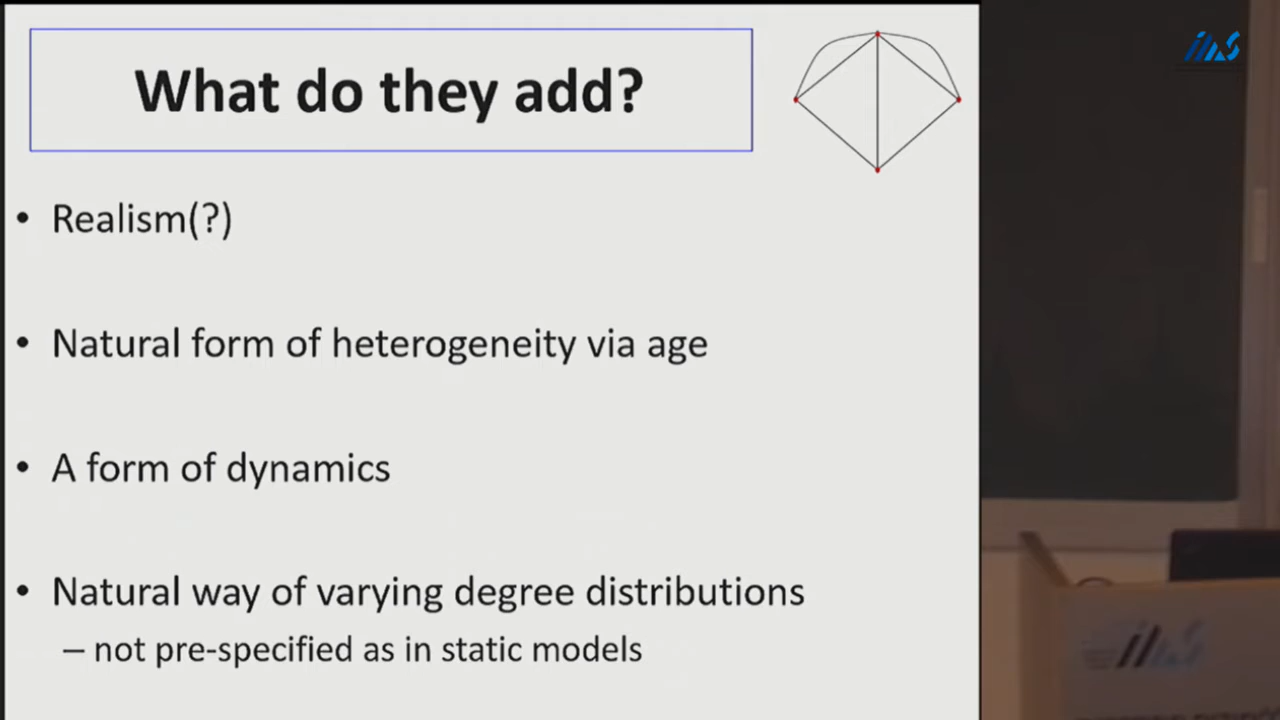 What do they add?
• Realism(?)
• Natural form of heterogeneity via age
• A form of dynamics
• Natural way of varying degree distributions
– not pre-specified as in static models